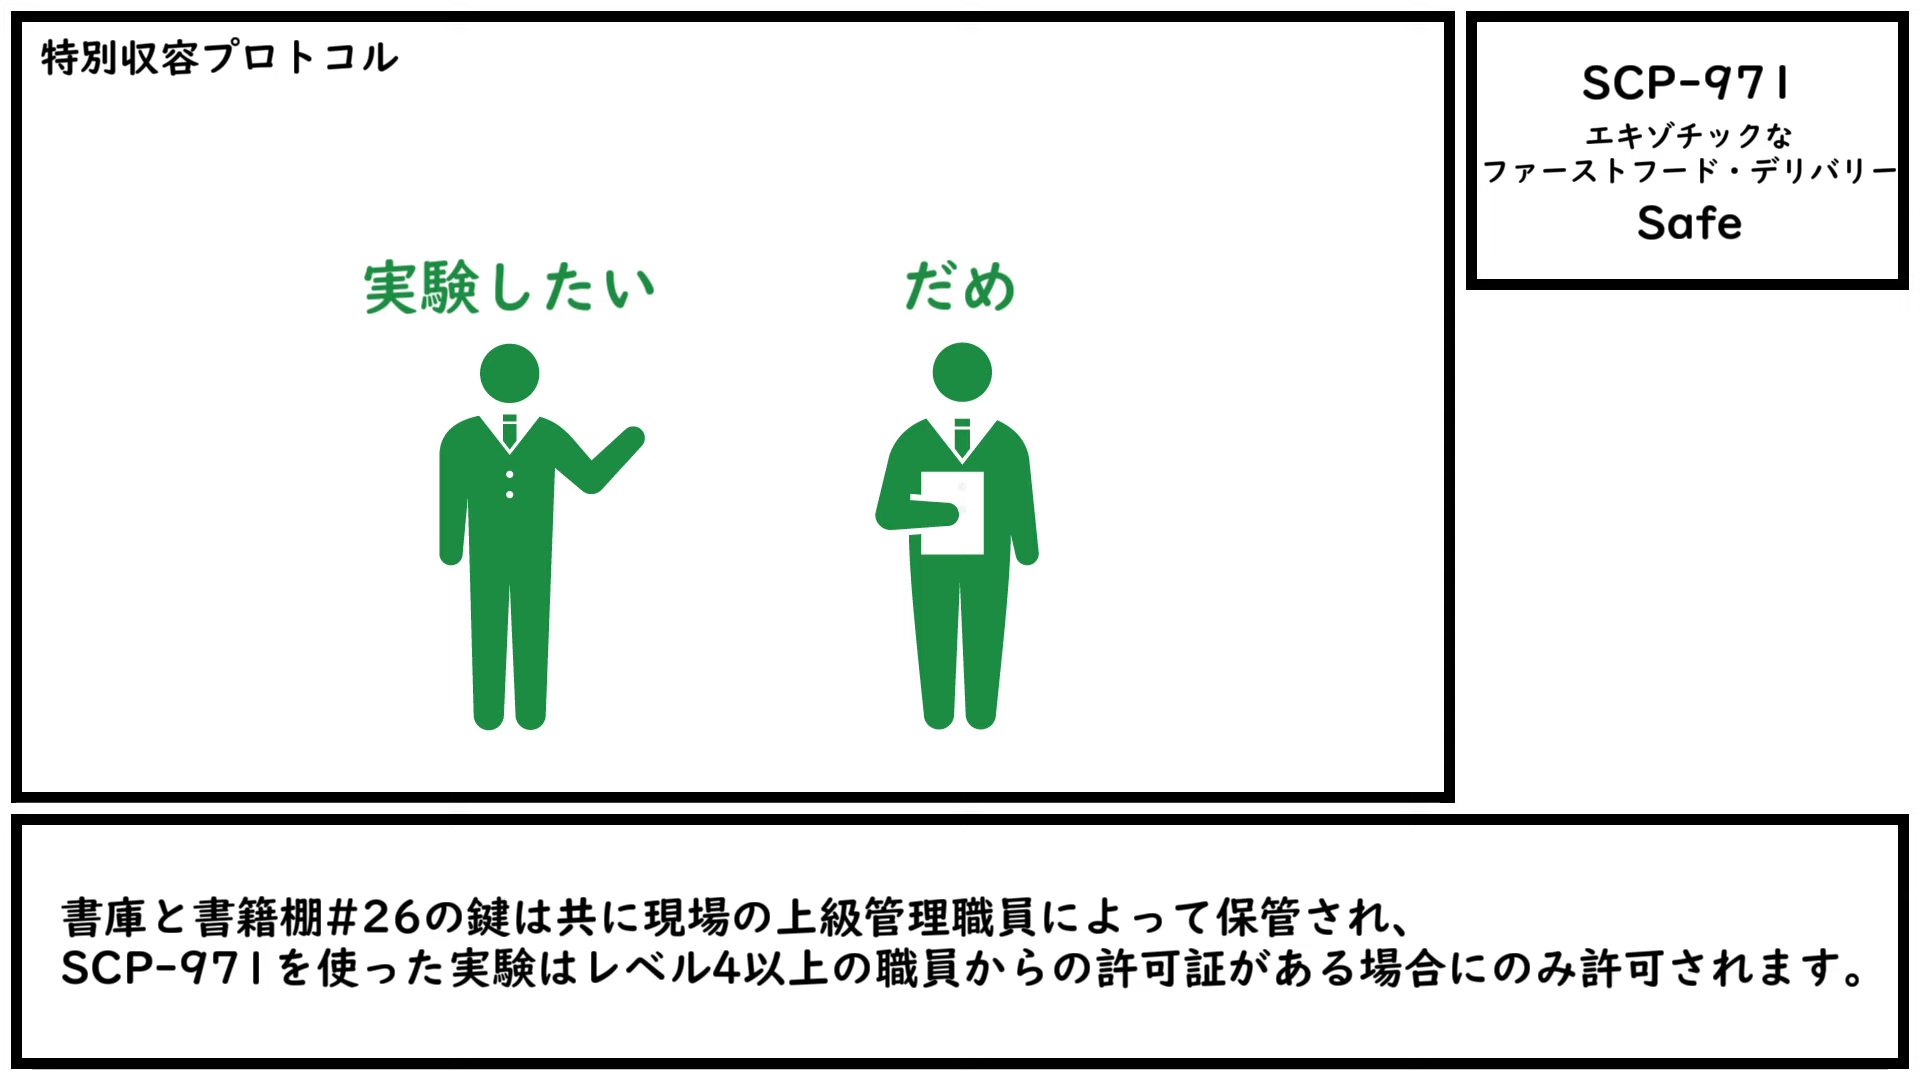 特別収容プロトコル
SCP-971
エキゾチックな
ファーストフード・デリバリー
Safe
実験したい
だめ
書庫と書籍棚#26の鍵は共に現場の上級管理職員によって保管され、
SCP-971を使った実験はレベル4以上の職員からの許可証がある場合にのみ許可されます。